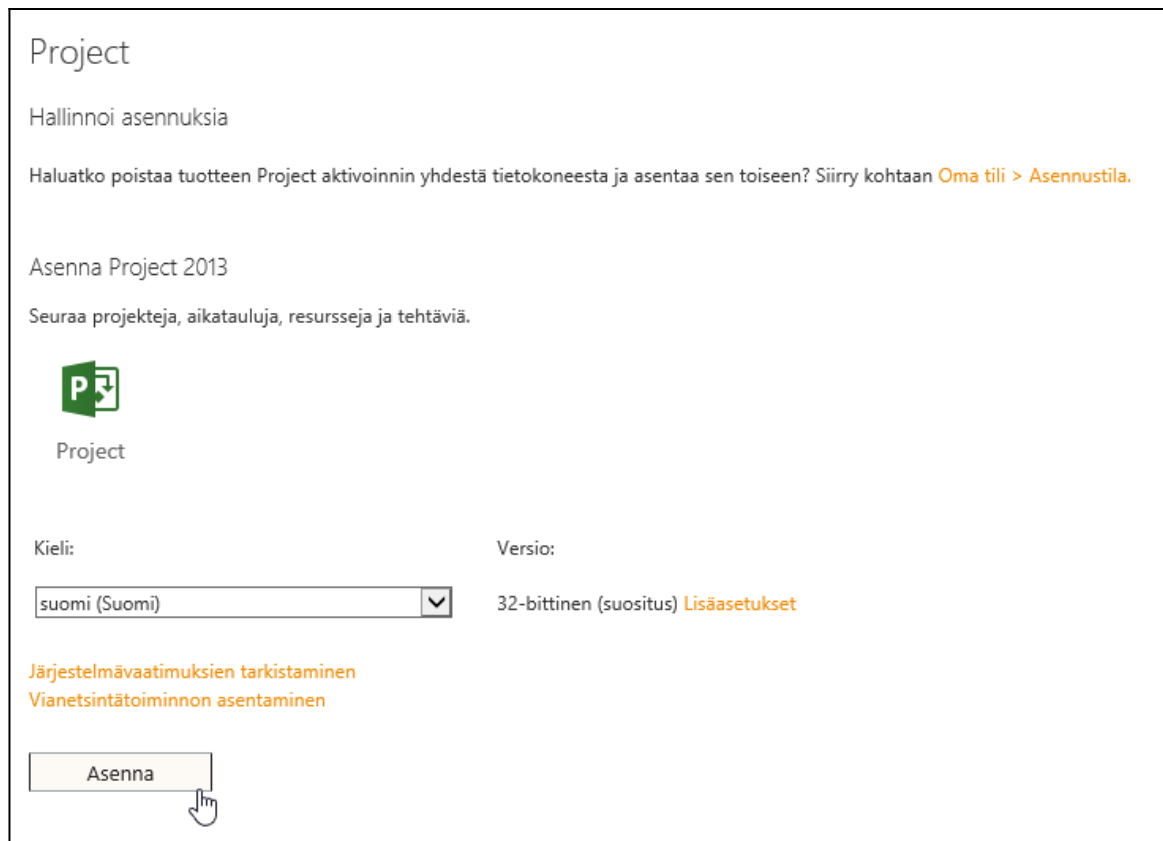 Project
Hallinnoi asennuksia
Haluatko poistaa tuotteen Project aktivoinnin yhdestä tietokoneesta ja asentaa sen toiseen? Siirry kohtaan Oma tili > Asennustila.
Asenna Project 2013
Seuraa projekteja, aikatauluja, resursseja ja tehtäviä.
P
Project
Kieli: Versio:
suomi (Suomi) 32-bittinen (suositus) Lisäasetukset
Järjestelmävaatimuksien tarkistaminen
Vianetsintätoiminnon asentaminen
Asenna